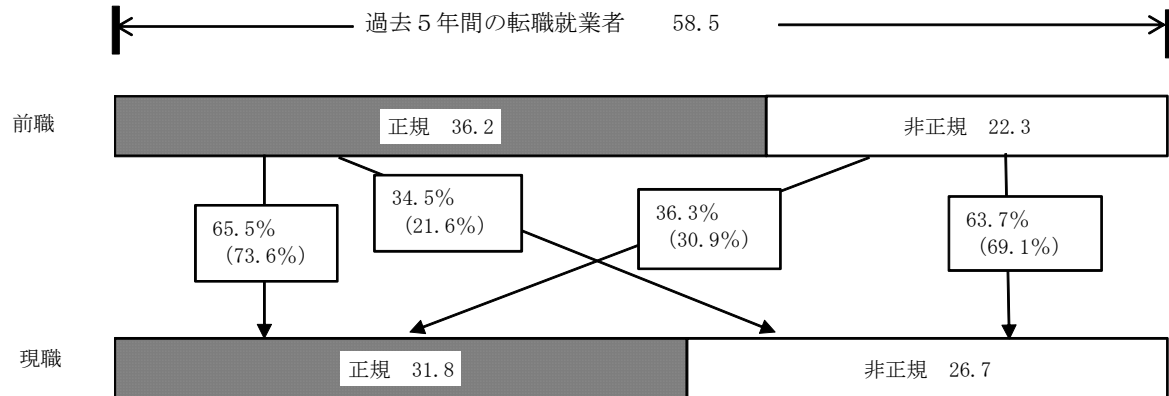 過去５年間の転職就業者　58.5
前職
正規　36.2
非正規　22.3
65.5%
(73.6%)
34.5%
(21.6%)
36.3%
(30.9%)
63.7%
(69.1%)
現職
正規　31.8
非正規　26.7